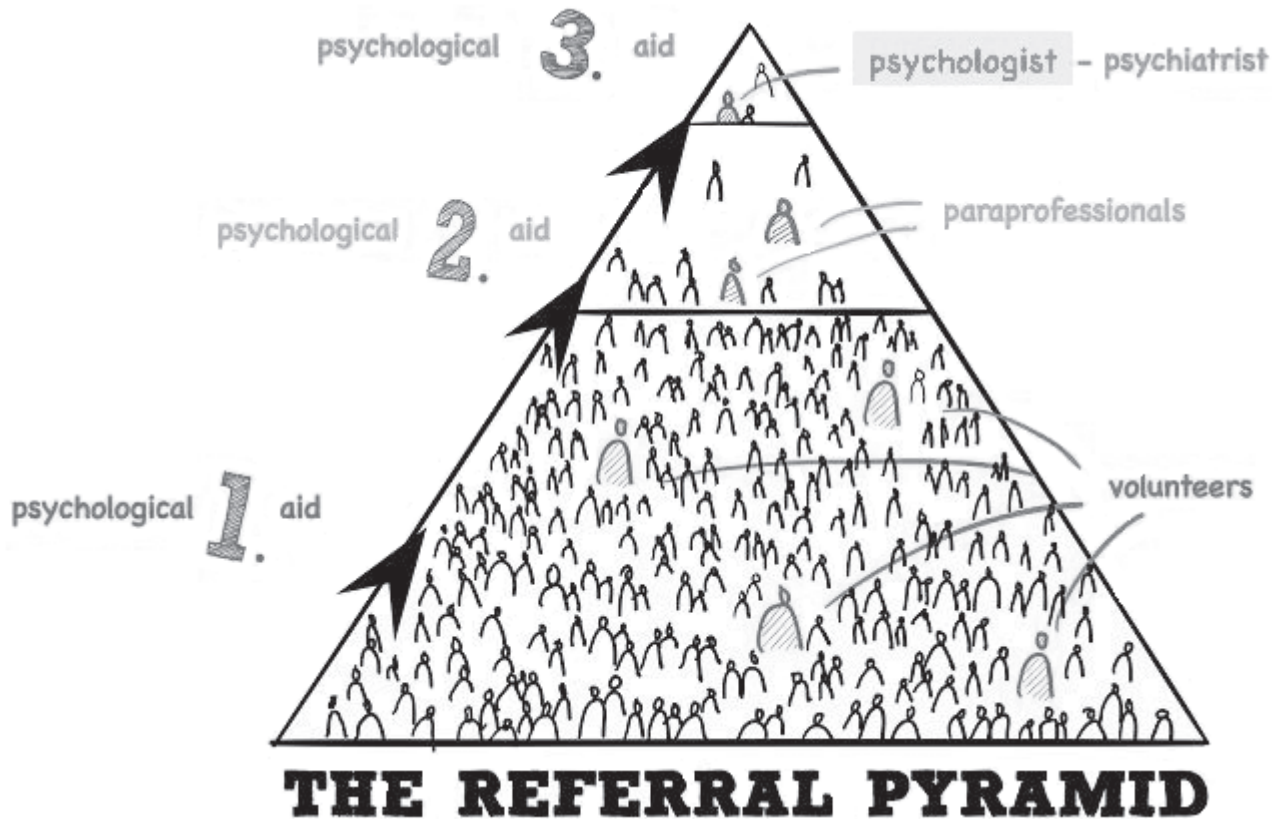 psychological 3. aid
psychologist - psychiatrist
psychological 2. aid
paraprofessionals
psychological 1. aid
volunteers
THE REFERRAL PYRAMID